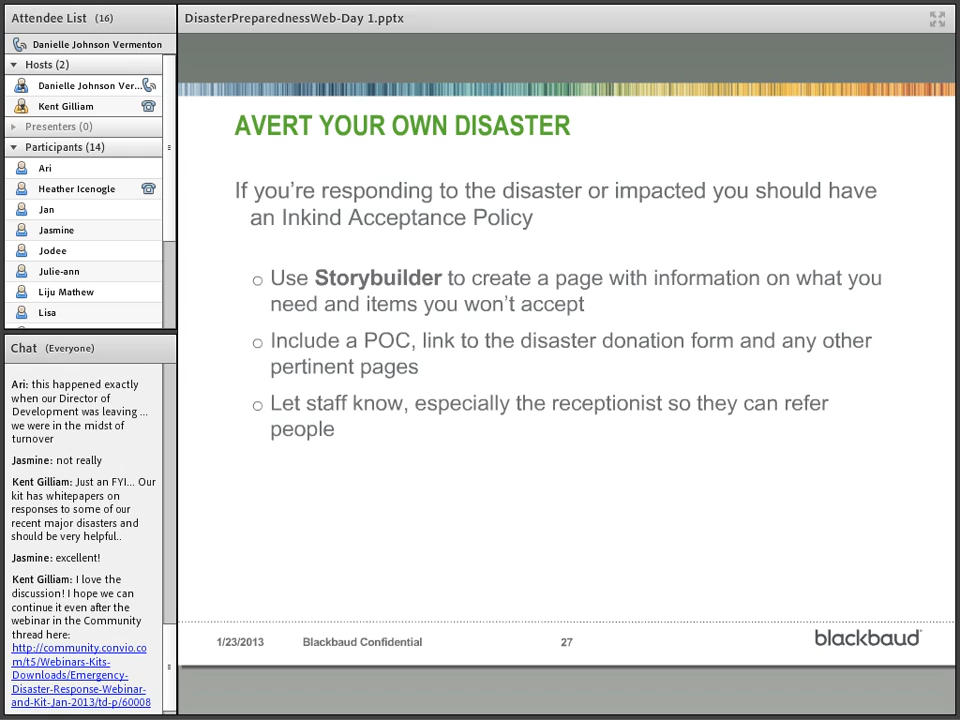 Attendee List (16)
Danielle Johnson Vermenton
Hosts (2)
Danielle Johnson Ver...
Kent Gilliam
Presenters (0)
Participants (14)
Ari
Heather Icenogle
Jan
Jasmine
Jodee
Julie-ann
Liju Mathew
Lisa
Chat (Everyone)
Ari: this happened exactly
when our Director of
Development was leaving ...
we were in the midst of
turnover
Jasmine: not really
Kent Gilliam: Just an FYI... Our
kit has whitepapers on
responses to some of our
recent major disasters and
should be very helpful..
Jasmine: excellent!
Kent Gilliam: I love the
discussion! I hope we can
continue it even after the
webinar in the Community
thread here:
http://community.convio.co
m/t5/Webinars-Kits-
Downloads/Emergency-
Disaster-Response-Webinar-
and-Kit-Jan-2013/td-p/60008
DisasterPreparednessWeb-Day 1.pptx
AVERT YOUR OWN DISASTER
If you’re responding to the disaster or impacted you should have
an Inkind Acceptance Policy
o Use Storybuilder to create a page with information on what you
need and items you won’t accept
o Include a POC, link to the disaster donation form and any other
pertinent pages
o Let staff know, especially the receptionist so they can refer
people
1/23/2013 Blackbaud Confidential 27
blackbaud